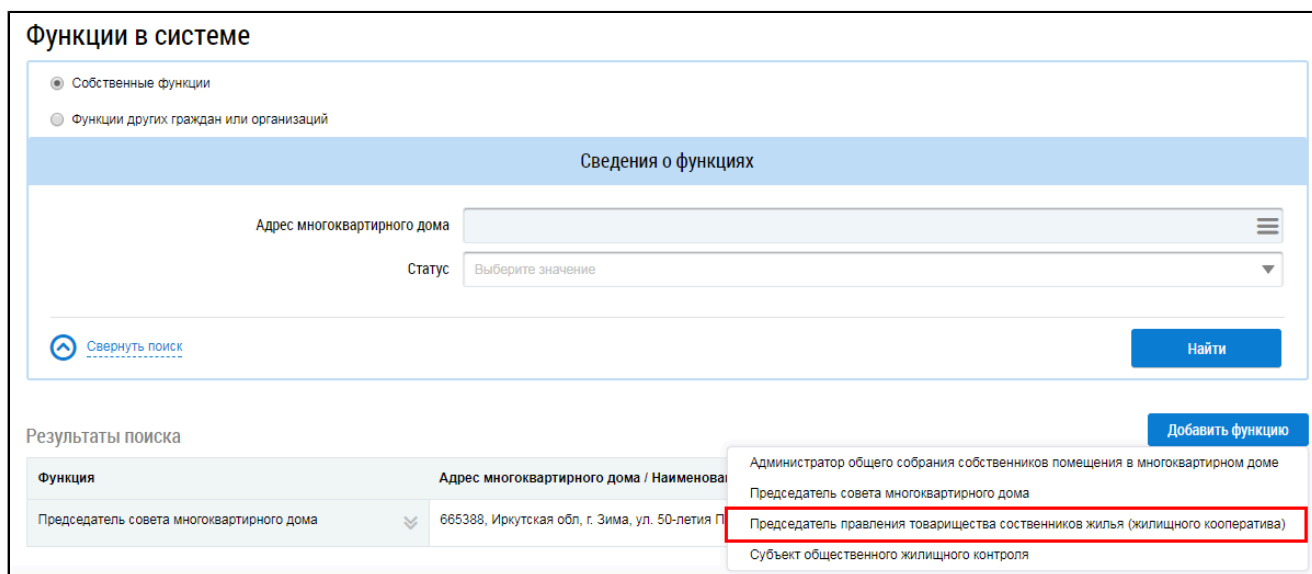 Функции в системе
Собственные функции
Функции других граждан или организаций
Сведения о функциях
Адрес многоквартирного дома
Статус Выберите значение
Свернуть поиск Найти
Результаты поиска Добавить функцию
Функция Адрес многоквартирного дома / Наименова
Председатель совета многоквартирного дома 665388, Иркутская обл, г. Зима, ул. 50-летия П
Администратор общего собрания собственников помещения в многоквартирном доме
Председатель совета многоквартирного дома
Председатель правления товарищества соственников жилья (жилищного кооператива)
Субъект общественного жилищного контроля